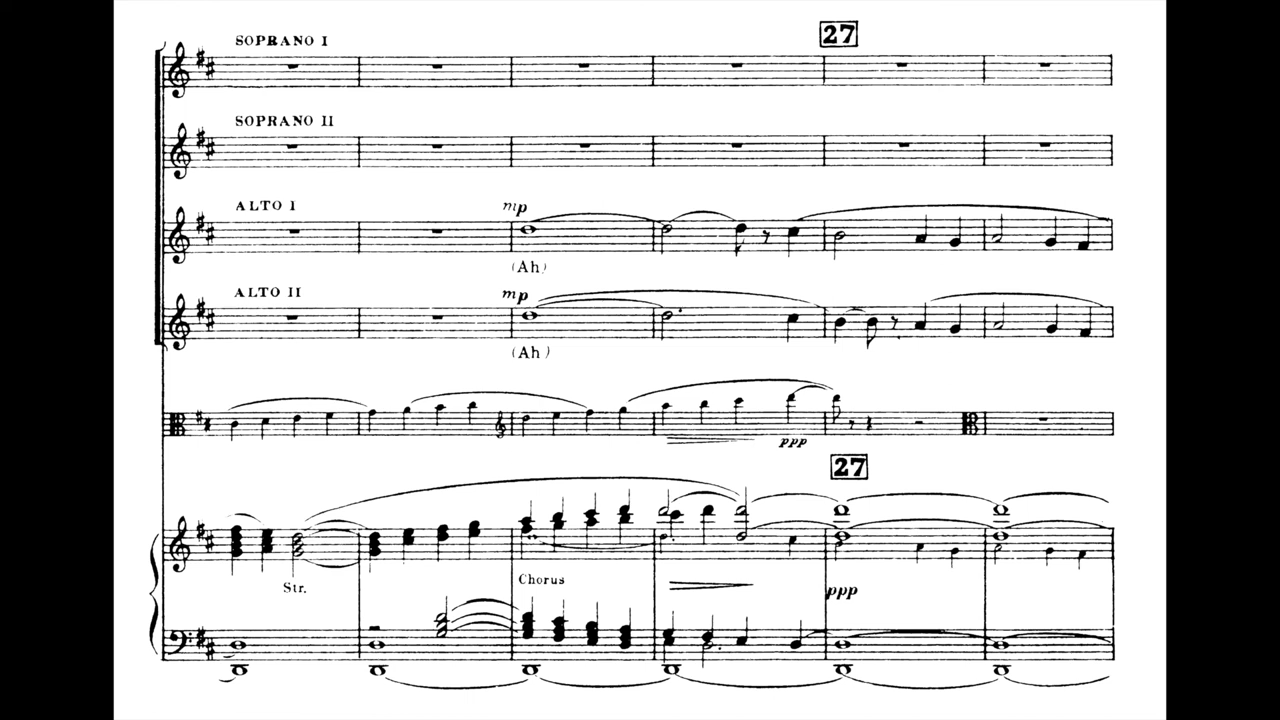 27
SOPRANO I
SOPRANO II
ALTO I
mp
(Ah)
ALTO II
mp
(Ah)
ppp
27
Str.
Chorus
ppp